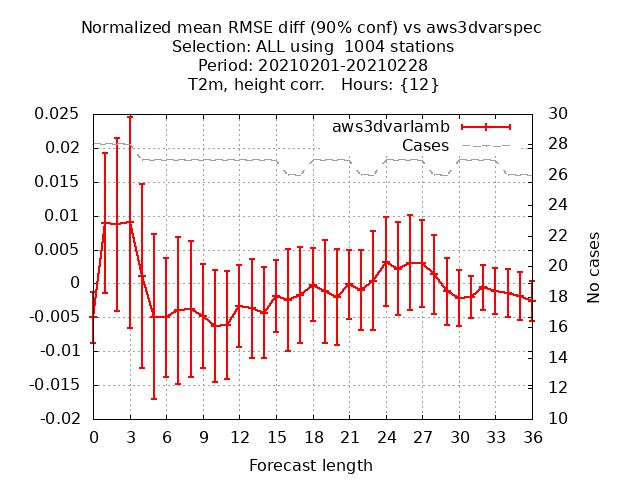 Normalized mean RMSE diff (90% conf) vs aws3dvarspec
Selection: ALL using  1004 stations
Period: 20210201-20210228
T2m, height corr.   Hours: {12}
aws3dvarlamb
Cases
0.025
0.02
0.015
0.01
0.005
0
-0.005
-0.01
-0.015
-0.02
30
28
26
24
22
20
18
16
14
12
10
No cases
0 3 6 9 12 15 18 21 24 27 30 33 36
Forecast length